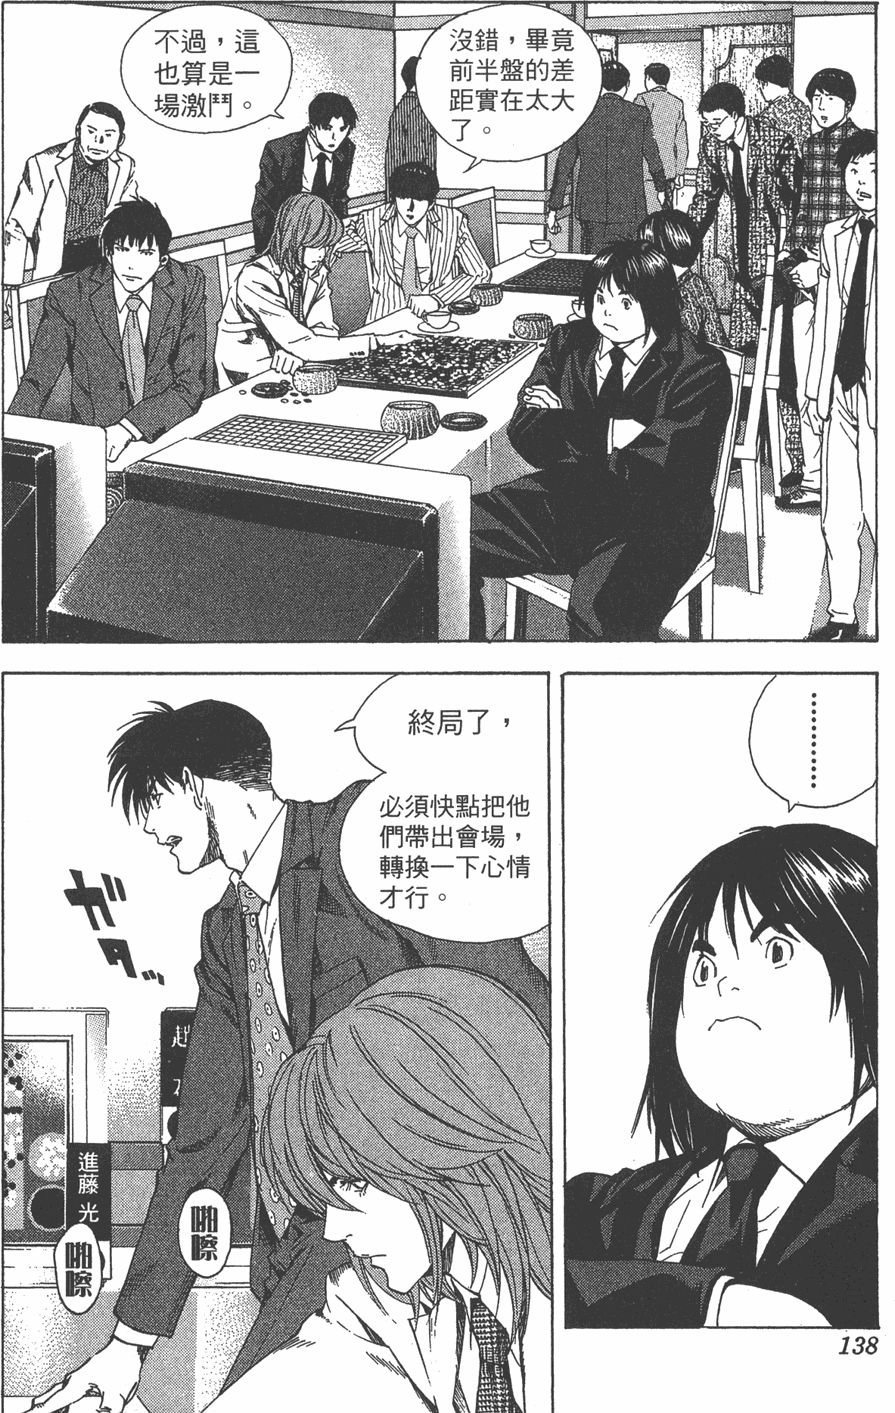 沒錯，畢竟
前半盤的差
距實在太大
了。
不過，這
也算是一
場激鬥。
⋯⋯⋯
終局了，
必須快點把他
們帶出會場，
轉換一下心情
才行。
ガタッ
趙
進藤光
啪嚓
啪嚓
138